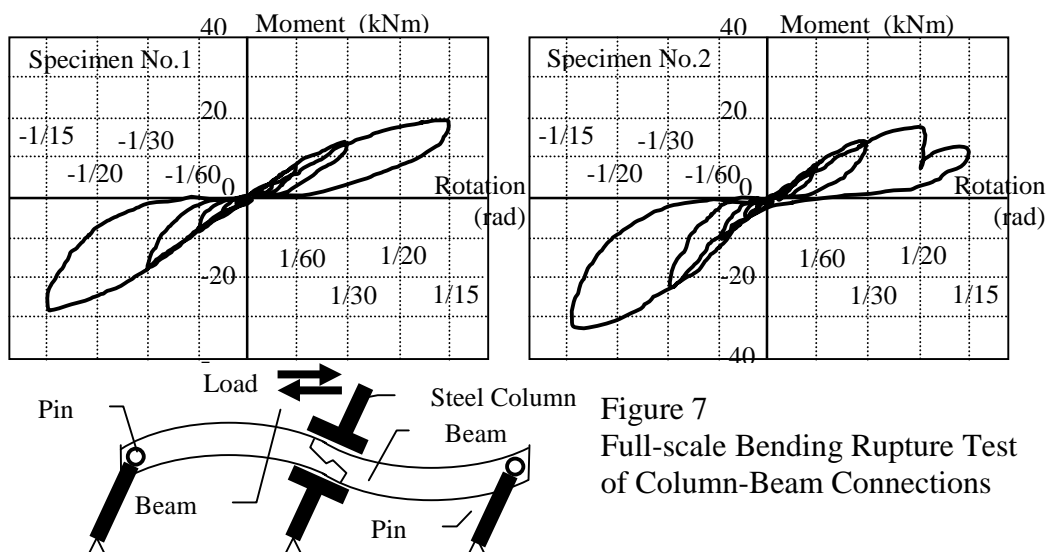 40 Moment (kNm)
Specimen No.1
20
-1/15
-1/30
-1/20
-1/60
0
Rotation
(rad)
1/60
1/20
-20
1/30
1/15
40 Moment (kNm)
Specimen No.2
20
-1/15
-1/30
-1/20
-1/60
0
Rotation
(rad)
1/60
1/20
-20
1/30
1/15
40
Load
Steel Column
Pin
Beam
Beam
Pin
Figure 7
Full-scale Bending Rupture Test
of Column-Beam Connections